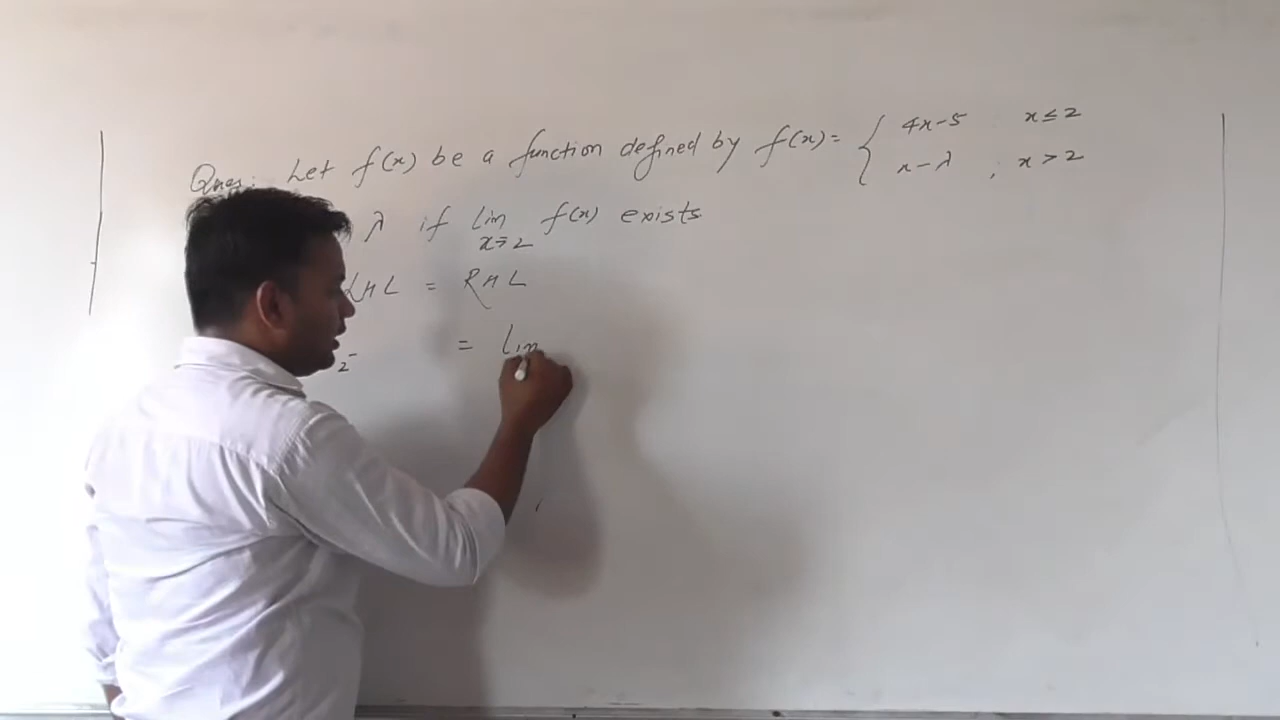 Ques: Let f(x) be a function defined by f(x) = { 4x-5 x ≤ 2
x-λ , x > 2
λ if lim f(x) exists
x→2
LHL = RHL
= Lim
2⁻